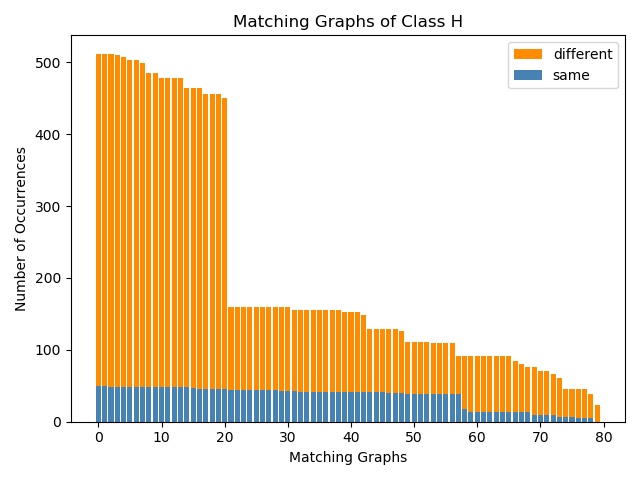 Matching Graphs of Class H
different
same
Number of Occurrences
500
400
300
200
100
0
0 10 20 30 40 50 60 70 80
Matching Graphs